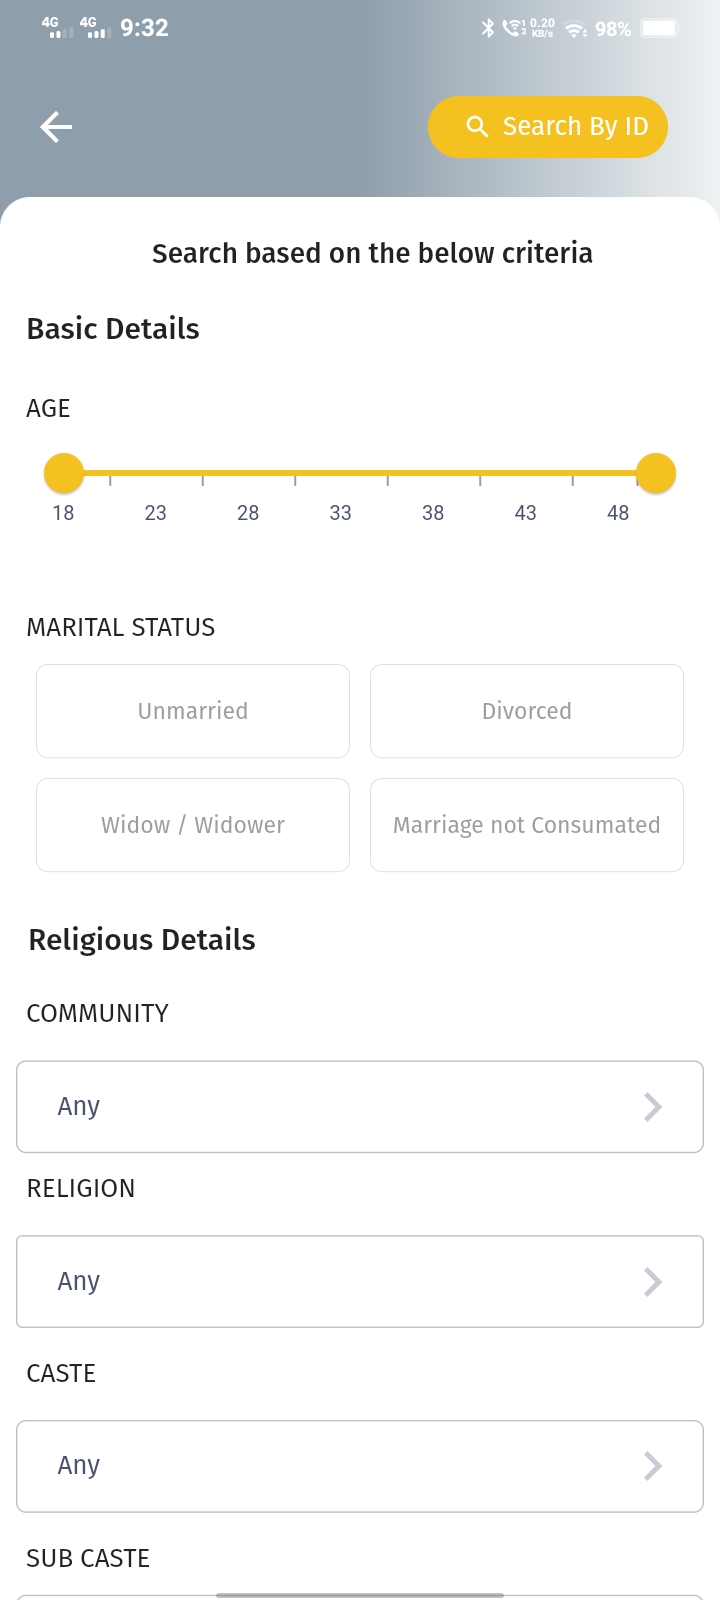 4G 4G 9:32 1 2 0.20 KB/s 98%
Search By ID
Search based on the below criteria
Basic Details
AGE
18 23 28 33 38 43 48
MARITAL STATUS
Unmarried Divorced
Widow / Widower Marriage not Consumated
Religious Details
COMMUNITY
Any
RELIGION
Any
CASTE
Any
SUB CASTE